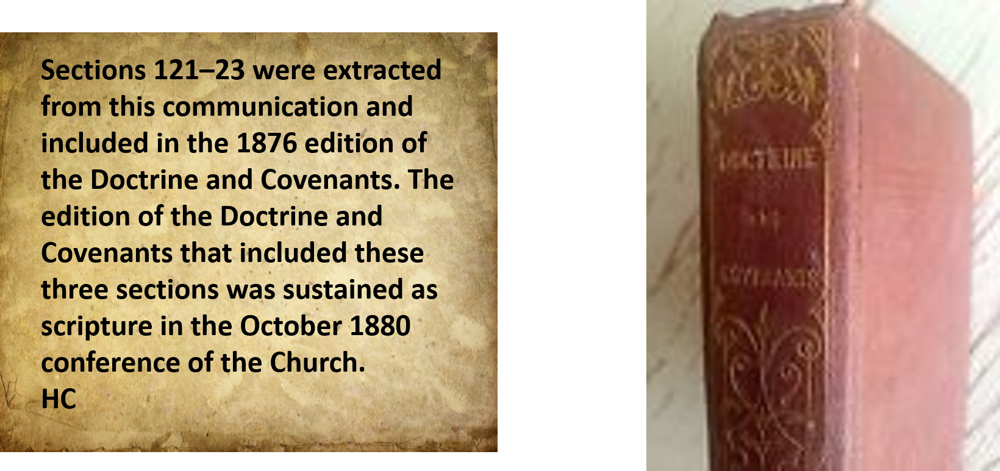 Sections 121–23 were extracted
from this communication and
included in the 1876 edition of
the Doctrine and Covenants. The
edition of the Doctrine and
Covenants that included these
three sections was sustained as
scripture in the October 1880
conference of the Church.
HC
DOCTRINE
AND
COVENANTS